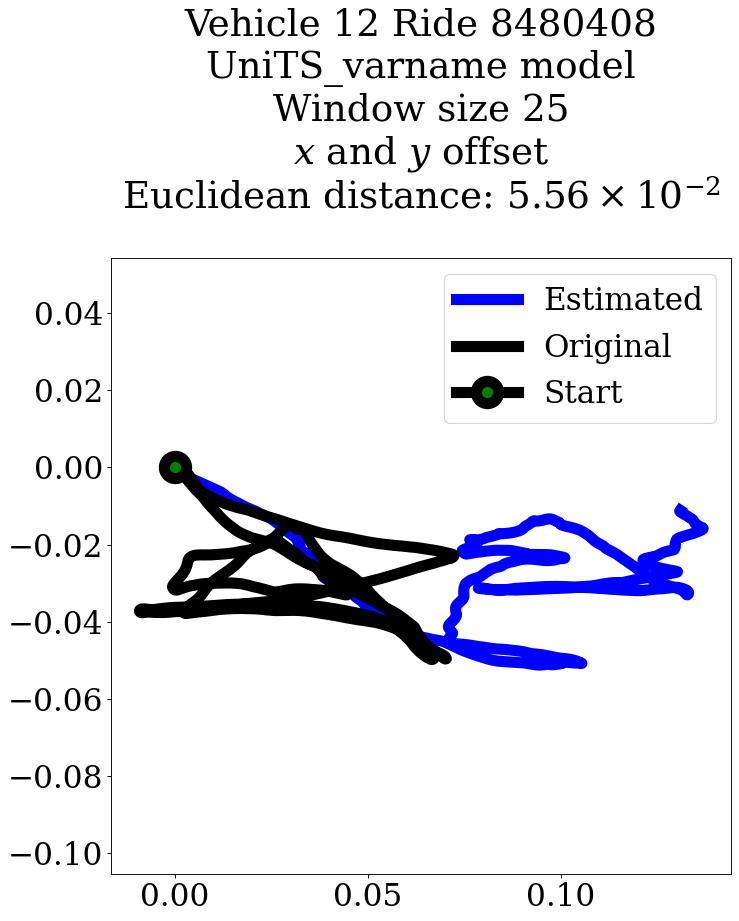 Vehicle 12 Ride 8480408
UniTS_varname model
Window size 25
x and y offset
Euclidean distance: 5.56 × 10⁻²
Estimated
Original
Start
0.04
0.02
0.00
−0.02
−0.04
−0.06
−0.08
−0.10
0.00 0.05 0.10